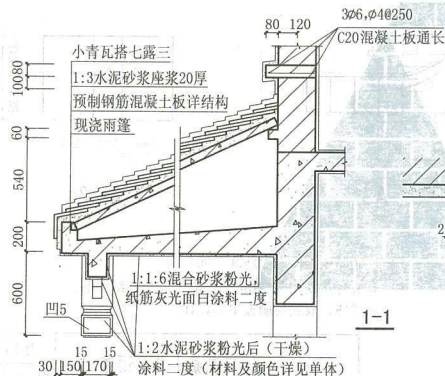 80 120
3⌀6,⌀4@250
C20混凝土板通长
小青瓦搭七露三
1:3水泥砂浆座浆20厚
预制钢筋混凝土板详结构
现浇雨篷
10080
60
540
200
600
1:1:6混合砂浆粉光,
纸筋灰光面白涂料二度
凹5
1-1
1:2水泥砂浆粉光后（干燥）
涂料二度（材料及颜色详见单体）
15 15
30 150 170
2